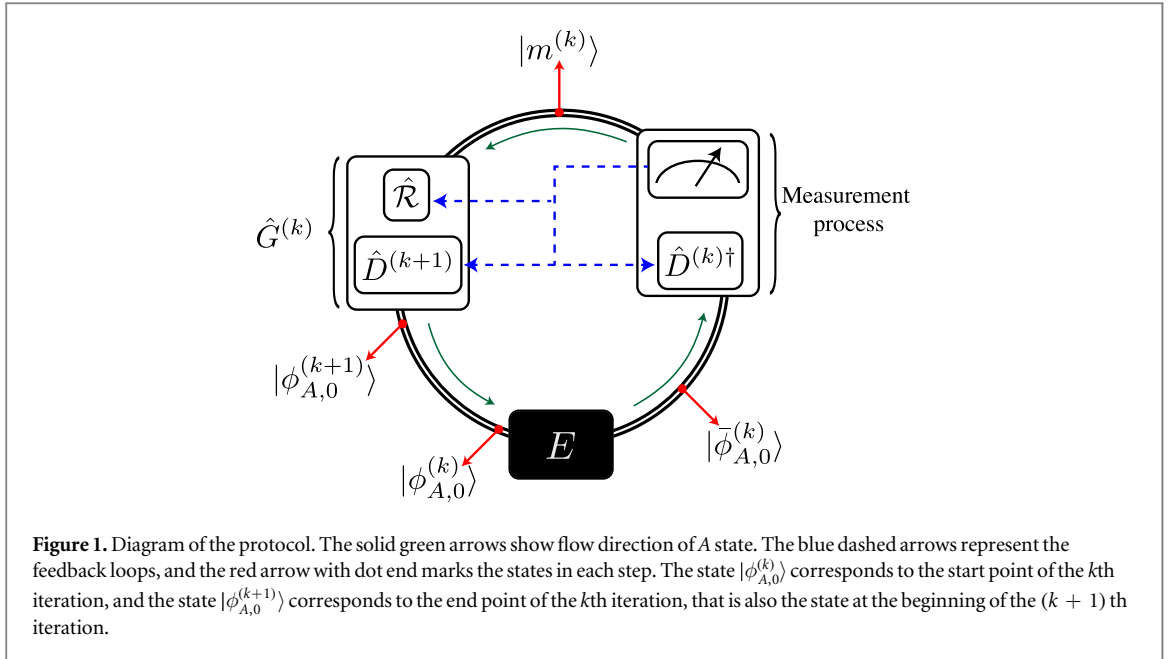 |m^(k)⟩
R̂
D̂^(k+1)
Ĝ^(k)
D̂^(k)†
Measurement
process
|ϕ_{A,0}^(k+1)⟩
|ϕ_{A,0}^(k)⟩
E
|ϕ̄_{A,0}^(k)⟩
Figure 1. Diagram of the protocol. The solid green arrows show flow direction of A state. The blue dashed arrows represent the
feedback loops, and the red arrow with dot end marks the states in each step. The state |ϕ_{A,0}^(k)⟩ corresponds to the start point of the kth
iteration, and the state |ϕ_{A,0}^(k+1)⟩ corresponds to the end point of the kth iteration, that is also the state at the beginning of the (k + 1) th
iteration.